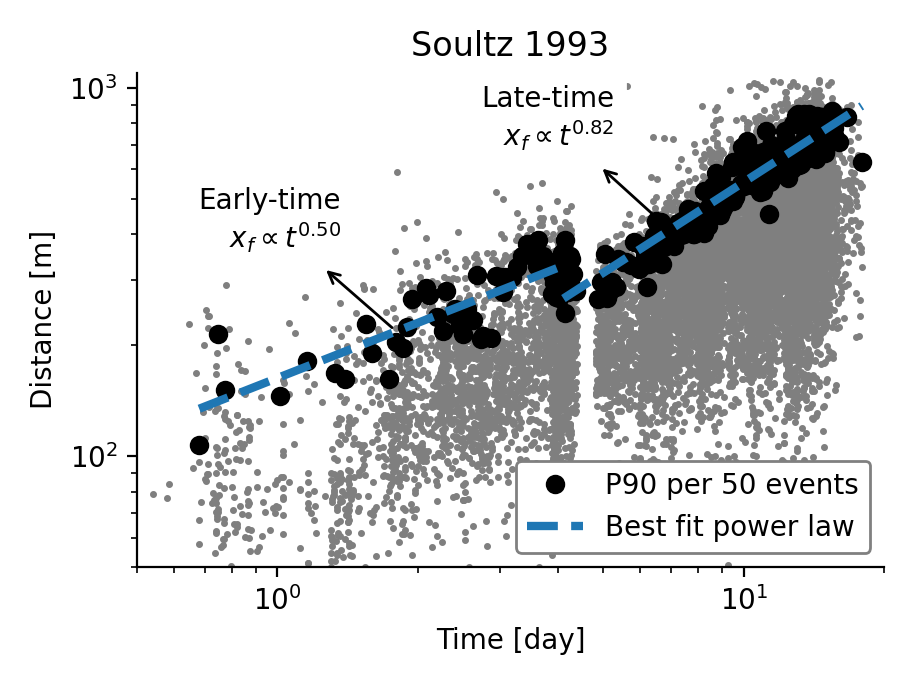 Soultz 1993
Late-time
x_f ∝ t^0.82
Early-time
x_f ∝ t^0.50
Distance [m]
10^3
10^2
P90 per 50 events
Best fit power law
10^0
10^1
Time [day]